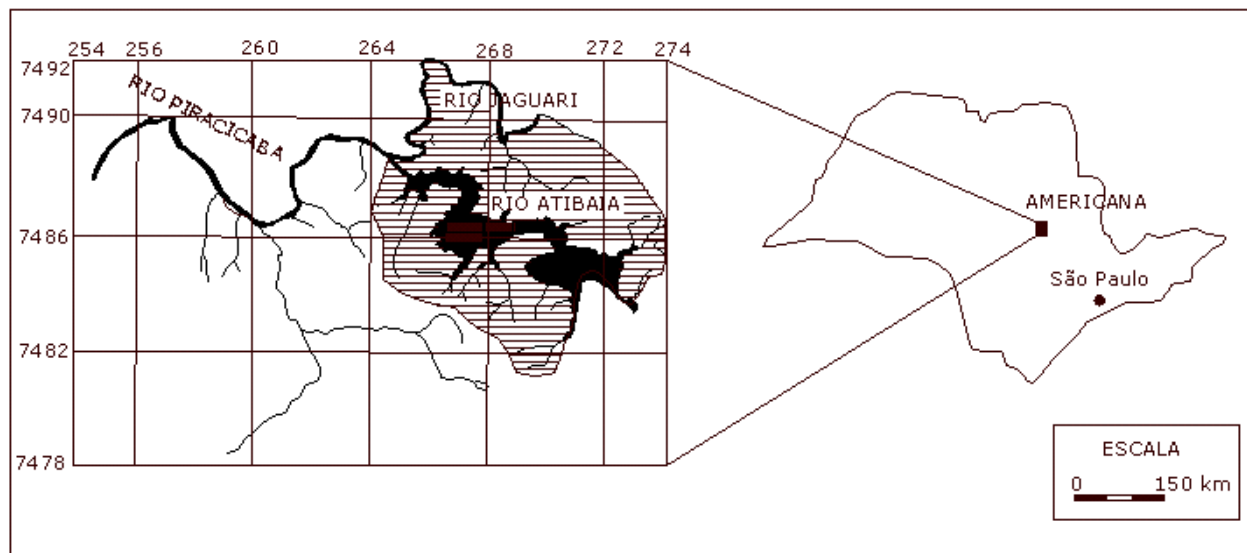 254 256 260 264 268 272 274
7492
7490
7486
7482
7478
RIO PIRACICABA
RIO JAGUARI
RIO ATIBAIA
AMERICANA
São Paulo
ESCALA
0 150 km